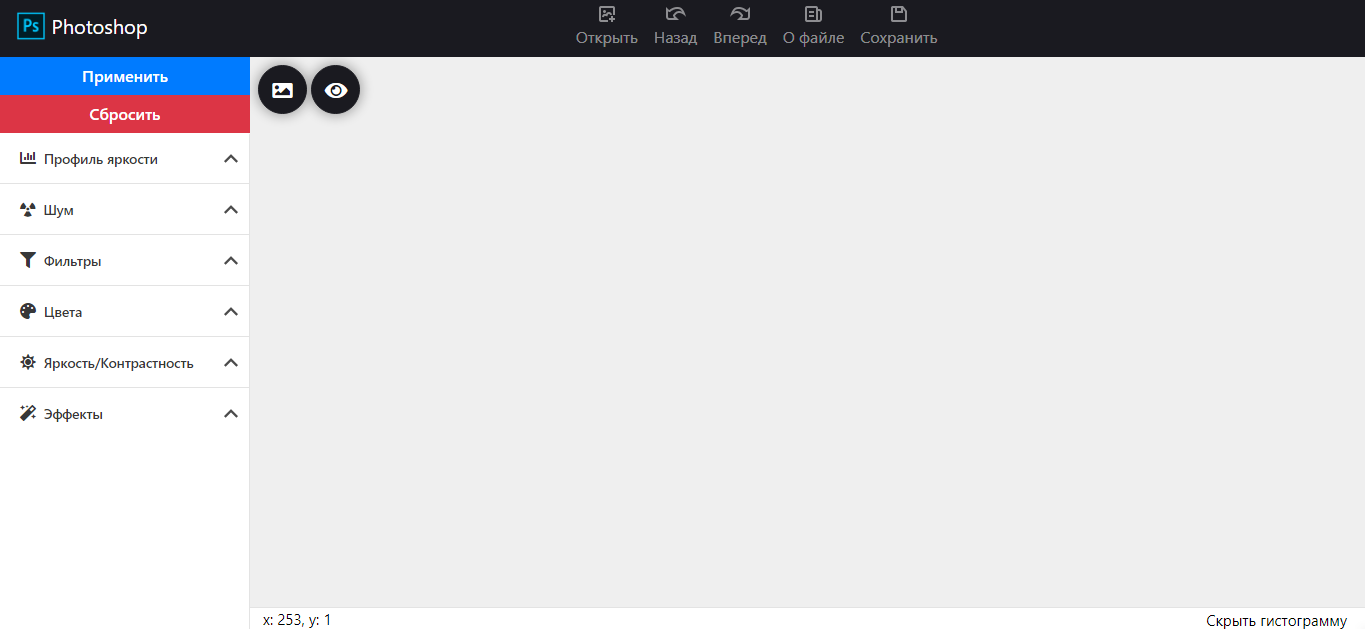 Ps Photoshop
Открыть Назад Вперед О файле Сохранить
Применить
Сбросить
Профиль яркости
Шум
Фильтры
Цвета
Яркость/Контрастность
Эффекты
x: 253, y: 1 Скрыть гистограмму